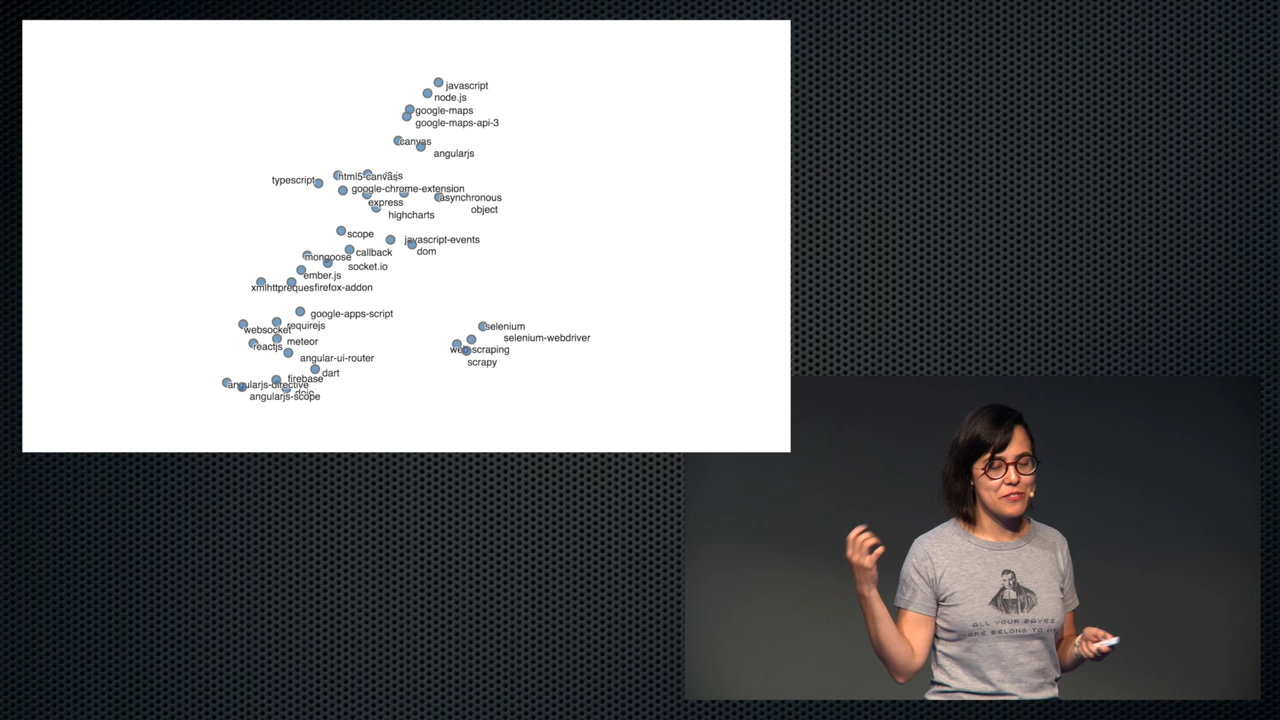 javascript
node.js
google-maps
google-maps-api-3
canvas
angularjs
typescript
html5-canvas
google-chrome-extension
asynchronous
express
object
highcharts
scope
javascript-events
callback
dom
mongoose
socket.io
ember.js
xmlhttpreques
firefox-addon
google-apps-script
requirejs
websocket
selenium
meteor
selenium-webdriver
reactjs
web-scraping
angular-ui-router
scrapy
dart
firebase
angularjs-directive
dojo
angularjs-scope
ALL YOUR BAYES
ARE BELONG TO US